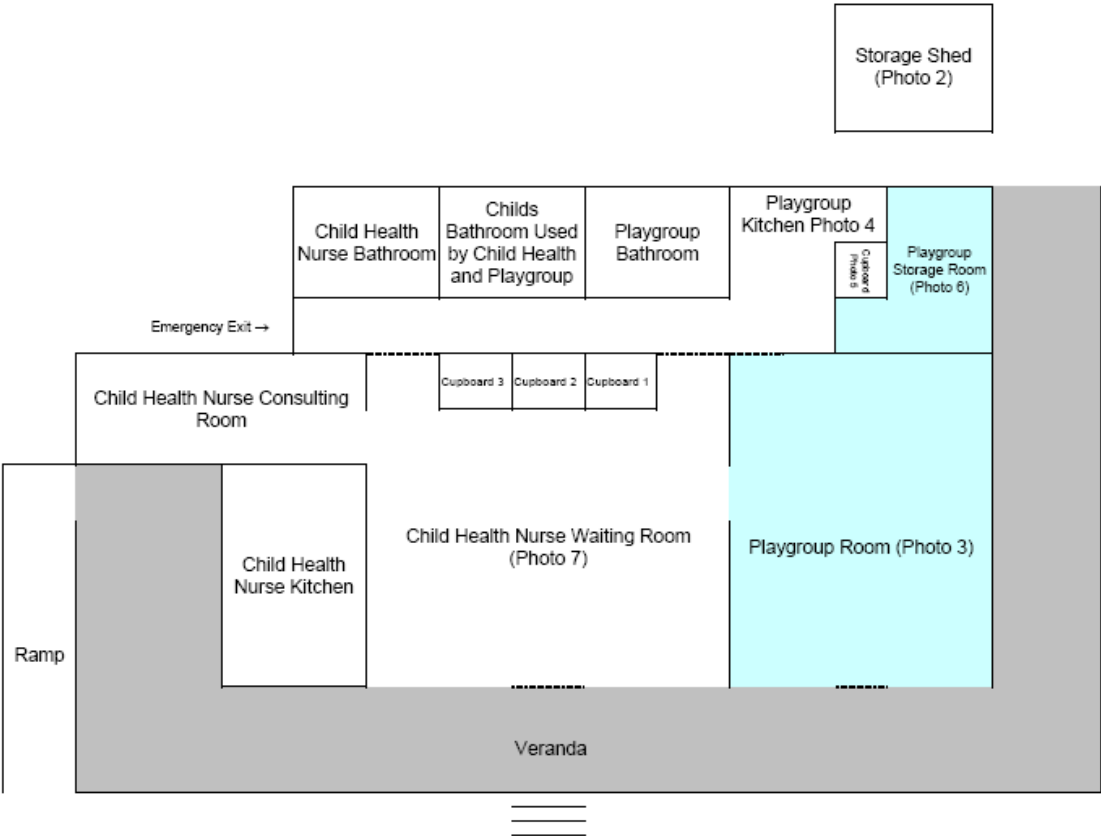 Storage Shed
(Photo 2)
Child Health
Nurse Bathroom
Childs
Bathroom Used
by Child Health
and Playgroup
Playgroup
Bathroom
Playgroup
Kitchen Photo 4
Cupboard
Photo 5
Playgroup
Storage Room
(Photo 6)
Emergency Exit →
Child Health Nurse Consulting
Room
Cupboard 3
Cupboard 2
Cupboard 1
Child Health Nurse Waiting Room
(Photo 7)
Playgroup Room (Photo 3)
Child Health
Nurse Kitchen
Ramp
Veranda